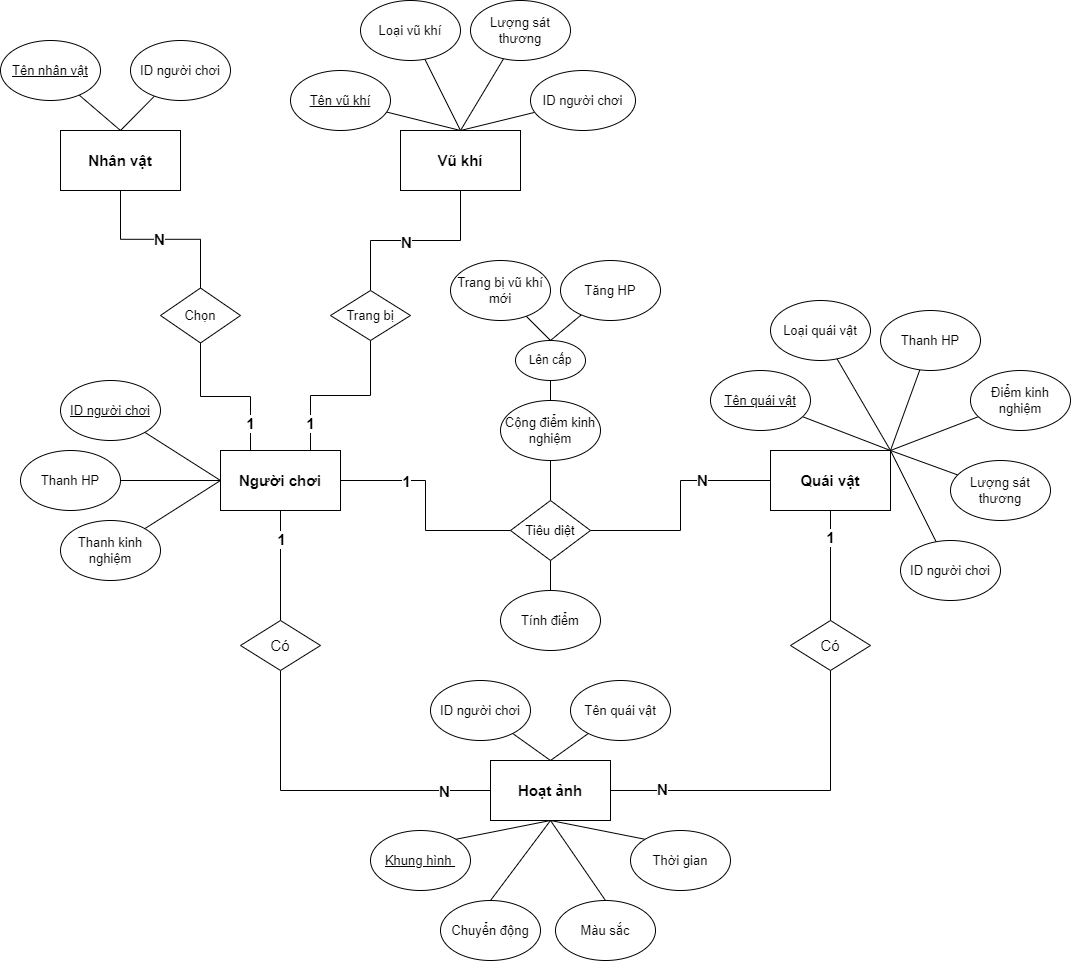 Loại vũ khí
Lượng sát
thương
Tên nhân vật
ID người chơi
Tên vũ khí
ID người chơi
Nhân vật
Vũ khí
N
N
Trang bị vũ khí
mới
Tăng HP
Chọn
Trang bị
Loại quái vật
Thanh HP
Lên cấp
Tên quái vật
Điểm kinh
nghiệm
ID người chơi
1
1
Cộng điểm kinh
nghiệm
Thanh HP
Người chơi
1
N
Quái vật
Lượng sát
thương
Thanh kinh
nghiệm
1
Tiêu diệt
1
ID người chơi
Tính điểm
Có
Có
ID người chơi
Tên quái vật
N
Hoạt ảnh
N
Khung hình
Thời gian
Chuyển động
Màu sắc